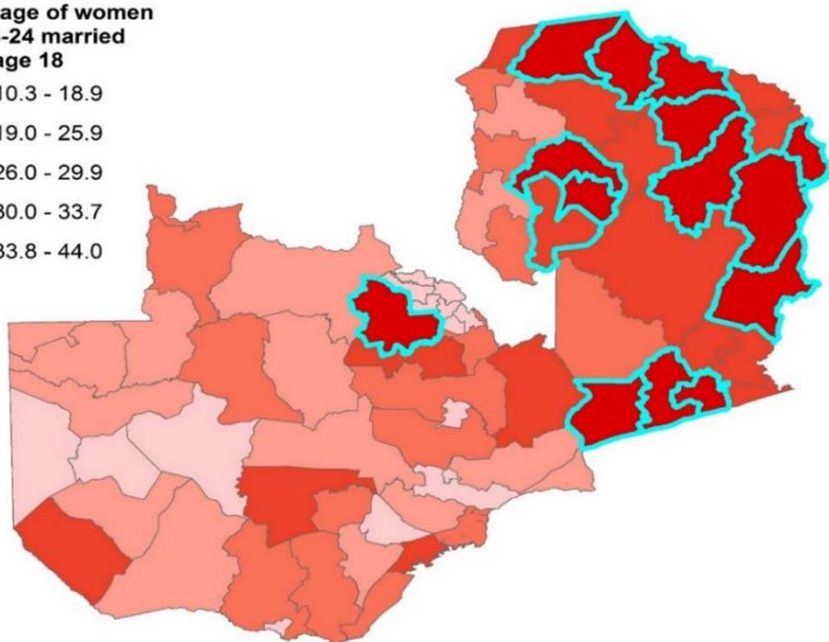 age of women
-24 married
age 18
10.3 - 18.9
19.0 - 25.9
26.0 - 29.9
30.0 - 33.7
33.8 - 44.0